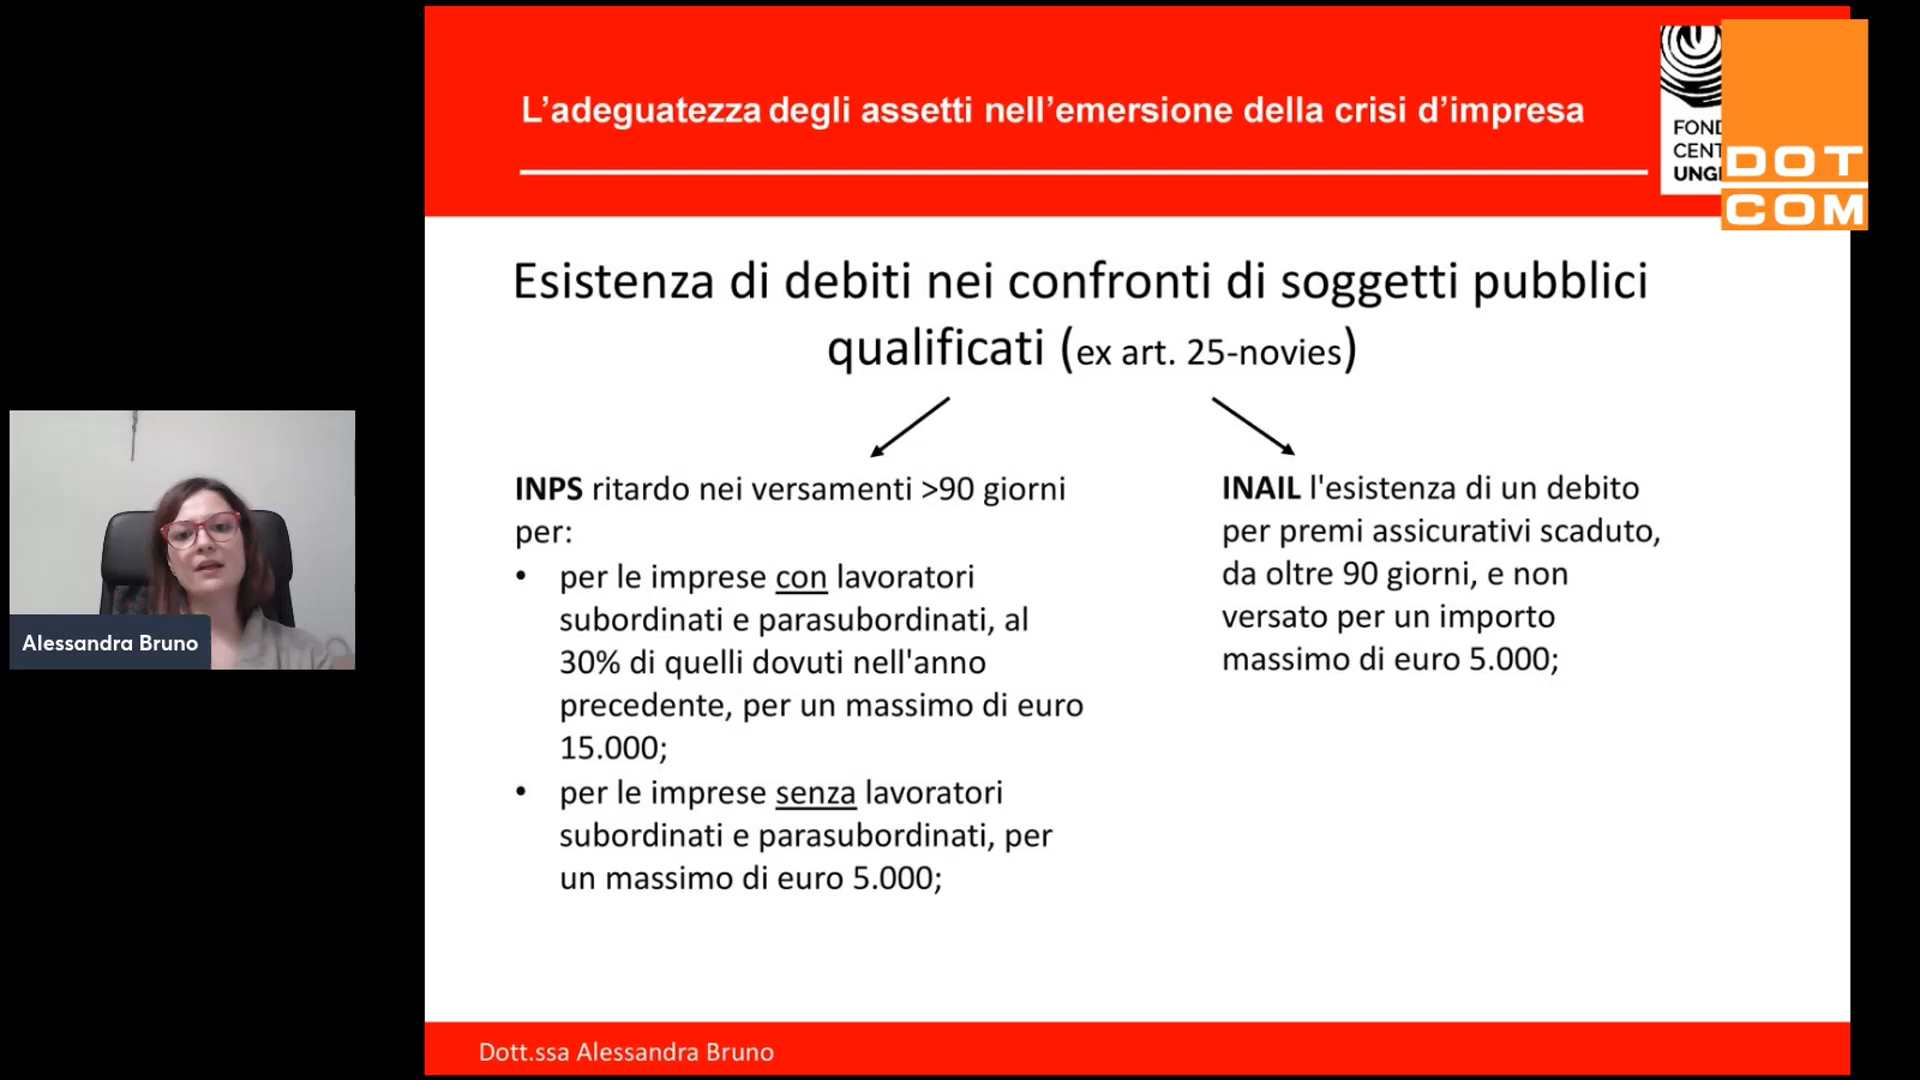 L’adeguatezza degli assetti nell’emersione della crisi d’impresa
DOT
COM
Esistenza di debiti nei confronti di soggetti pubblici
qualificati (ex art. 25-novies)
INPS ritardo nei versamenti >90 giorni
per:
• per le imprese con lavoratori
subordinati e parasubordinati, al
30% di quelli dovuti nell'anno
precedente, per un massimo di euro
15.000;
• per le imprese senza lavoratori
subordinati e parasubordinati, per
un massimo di euro 5.000;
INAIL l'esistenza di un debito
per premi assicurativi scaduto,
da oltre 90 giorni, e non
versato per un importo
massimo di euro 5.000;
Alessandra Bruno
Dott.ssa Alessandra Bruno